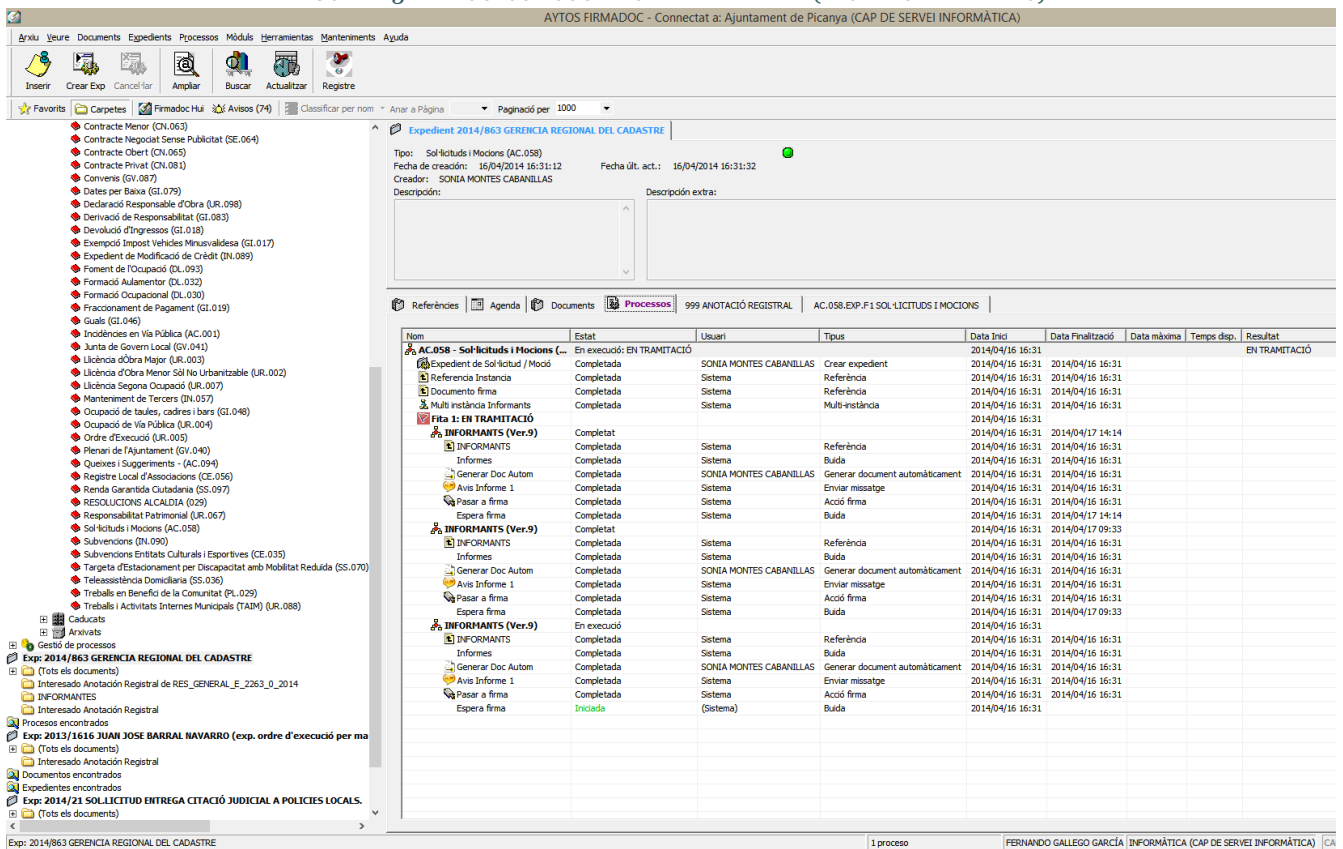 AYTOS FIRMADOC - Connectat a: Ajuntament de Picanya (CAP DE SERVEI INFORMÀTICA)
Arxiu Veure Documents Expedients Processos Mòduls Herramientas Manteniments Ayuda
Inserir Crear Exp Cancel·lar Ampliar Buscar Actualitzar Registre
Favorits Carpetes Firmadoc Hui Avisos (74) Classificar per nom Anar a Pàgina Paginació per 1000
Contracte Menor (CN.063)
Contracte Negociat Sense Publicitat (SE.064)
Contracte Obert (CN.065)
Contracte Privat (CN.081)
Convenis (GV.087)
Dates per Baixa (GI.079)
Declaració Responsable d'Obra (UR.098)
Derivació de Responsabilitat (GI.083)
Devolució d'Ingressos (GI.018)
Exempció Impost Vehicles Minusvalidesa (GI.017)
Expedient de Modificació de Crèdit (IN.089)
Foment de l'Ocupació (DL.093)
Formació Aulamentor (DL.032)
Formació Ocupacional (DL.030)
Fraccionament de Pagament (GI.019)
Guals (GI.046)
Incidències en Vía Pública (AC.001)
Junta de Govern Local (GV.041)
Llicència dÒbra Major (UR.003)
Llicència d'Obra Menor Sòl No Urbanitzable (UR.002)
Llicència Segona Ocupació (UR.007)
Manteniment de Tercers (IN.057)
Ocupació de taules, cadires i bars (GI.048)
Ocupació de Vía Pública (UR.004)
Ordre d'Execució (UR.005)
Plenari de l'Ajuntament (GV.040)
Queixes i Suggeriments - (AC.094)
Registre Local d'Associacions (CE.056)
Renda Garantida Ciutadania (SS.097)
RESOLUCIONS ALCALDIA (029)
Responsabilitat Patrimonial (UR.067)
Sol·licituds i Mocions (AC.058)
Subvencions (IN.090)
Subvencions Entitats Culturals i Esportives (CE.035)
Targeta d'Estacionament per Discapacitat amb Mobilitat Reduïda (SS.070)
Teleassistència Domiciliaria (SS.036)
Treballs en Benefici de la Comunitat (PL.029)
Treballs i Activitats Internes Municipals (TAIM) (UR.088)
Caducats
Arxivats
Gestió de processos
Exp: 2014/863 GERENCIA REGIONAL DEL CADASTRE
(Tots els documents)
Interesado Anotación Registral de RES_GENERAL_E_2263_0_2014
INFORMANTES
Interesado Anotación Registral
Procesos encontrados
Exp: 2013/1616 JUAN JOSE BARRAL NAVARRO (exp. ordre d'execució per ma
(Tots els documents)
Interesado Anotación Registral
Documentos encontrados
Expedientes encontrados
Exp: 2014/21 SOL.LICITUD ENTREGA CITACIÓ JUDICIAL A POLICIES LOCALS.
(Tots els documents)
Expedient 2014/863 GERENCIA REGIONAL DEL CADASTRE
Tipo: Sol·licituds i Mocions (AC.058)
Fecha de creación: 16/04/2014 16:31:12 Fecha últ. act.: 16/04/2014 16:31:32
Creador: SONIA MONTES CABANILLAS
Descripción: Descripción extra:
Referències Agenda Documents Processos 999 ANOTACIÓ REGISTRAL AC.058.EXP.F1 SOL·LICITUDS I MOCIONS
Nom Estat Usuari Tipus Data Inici Data Finalització Data màxima Temps disp. Resultat
AC.058 - Sol·licituds i Mocions (... En execució: EN TRAMITACIÓ 2014/04/16 16:31 EN TRAMITACIÓ
Expedient de Sol·licitud / Moció Completada SONIA MONTES CABANILLAS Crear expedient 2014/04/16 16:31 2014/04/16 16:31
Referencia Instancia Completada Sistema Referència 2014/04/16 16:31 2014/04/16 16:31
Documento firma Completada Sistema Referència 2014/04/16 16:31 2014/04/16 16:31
Multi instància Informants Completada Sistema Multi-instància 2014/04/16 16:31 2014/04/16 16:31
Fita 1: EN TRAMITACIÓ 2014/04/16 16:31
INFORMANTS (Ver.9) Completat 2014/04/16 16:31 2014/04/17 14:14
INFORMANTS Completada Sistema Referència 2014/04/16 16:31 2014/04/16 16:31
Informes Completada Sistema Buida 2014/04/16 16:31 2014/04/16 16:31
Generar Doc Autom Completada SONIA MONTES CABANILLAS Generar document automàticament 2014/04/16 16:31 2014/04/16 16:31
Avis Informe 1 Completada Sistema Enviar missatge 2014/04/16 16:31 2014/04/16 16:31
Pasar a firma Completada Sistema Acció firma 2014/04/16 16:31 2014/04/16 16:31
Espera firma Completada Sistema Buida 2014/04/16 16:31 2014/04/17 14:14
INFORMANTS (Ver.9) Completat 2014/04/16 16:31 2014/04/17 09:33
INFORMANTS Completada Sistema Referència 2014/04/16 16:31 2014/04/16 16:31
Informes Completada Sistema Buida 2014/04/16 16:31 2014/04/16 16:31
Generar Doc Autom Completada SONIA MONTES CABANILLAS Generar document automàticament 2014/04/16 16:31 2014/04/16 16:31
Avis Informe 1 Completada Sistema Enviar missatge 2014/04/16 16:31 2014/04/16 16:31
Pasar a firma Completada Sistema Acció firma 2014/04/16 16:31 2014/04/16 16:31
Espera firma Completada Sistema Buida 2014/04/16 16:31 2014/04/17 09:33
INFORMANTS (Ver.9) En execució 2014/04/16 16:31
INFORMANTS Completada Sistema Referència 2014/04/16 16:31 2014/04/16 16:31
Informes Completada Sistema Buida 2014/04/16 16:31 2014/04/16 16:31
Generar Doc Autom Completada SONIA MONTES CABANILLAS Generar document automàticament 2014/04/16 16:31 2014/04/16 16:31
Avis Informe 1 Completada Sistema Enviar missatge 2014/04/16 16:31 2014/04/16 16:31
Pasar a firma Completada Sistema Acció firma 2014/04/16 16:31 2014/04/16 16:31
Espera firma Iniciada (Sistema) Buida 2014/04/16 16:31
Exp: 2014/863 GERENCIA REGIONAL DEL CADASTRE 1 proceso FERNANDO GALLEGO GARCÍA INFORMÀTICA (CAP DE SERVEI INFORMÀTICA) CA